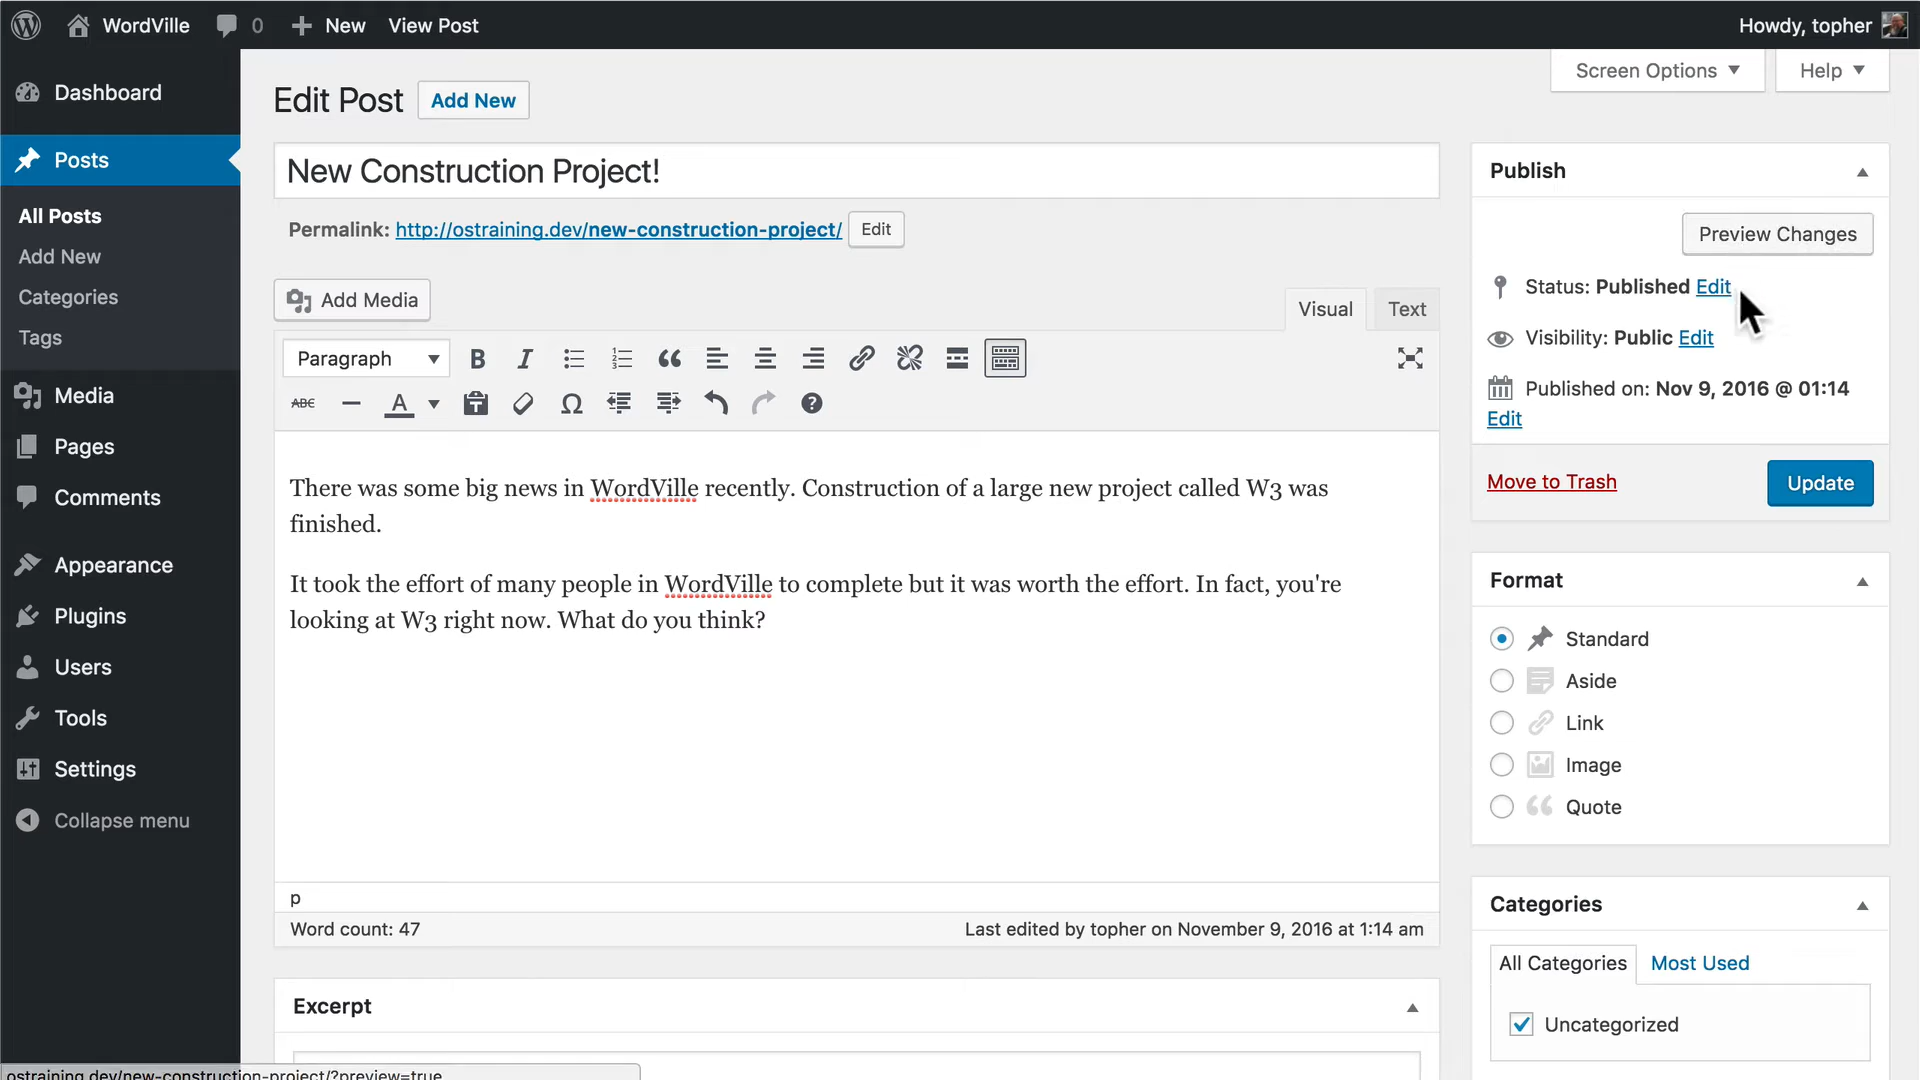 WordVille 0 New View Post Howdy, topher
Screen Options Help
Dashboard
Posts
All Posts
Add New
Categories
Tags
Media
Pages
Comments
Appearance
Plugins
Users
Tools
Settings
Collapse menu
Edit Post Add New
New Construction Project!
Permalink: http://ostraining.dev/new-construction-project/ Edit
Add Media
Visual Text
Paragraph B I
ABC A Ω
There was some big news in WordVille recently. Construction of a large new project called W3 was
finished.
It took the effort of many people in WordVille to complete but it was worth the effort. In fact, you're
looking at W3 right now. What do you think?
p
Word count: 47 Last edited by topher on November 9, 2016 at 1:14 am
Excerpt
Publish
Preview Changes
Status: Published Edit
Visibility: Public Edit
Published on: Nov 9, 2016 @ 01:14
Edit
Move to Trash Update
Format
Standard
Aside
Link
Image
Quote
Categories
All Categories Most Used
Uncategorized
ostraining.dev/new-construction-project/?preview=true